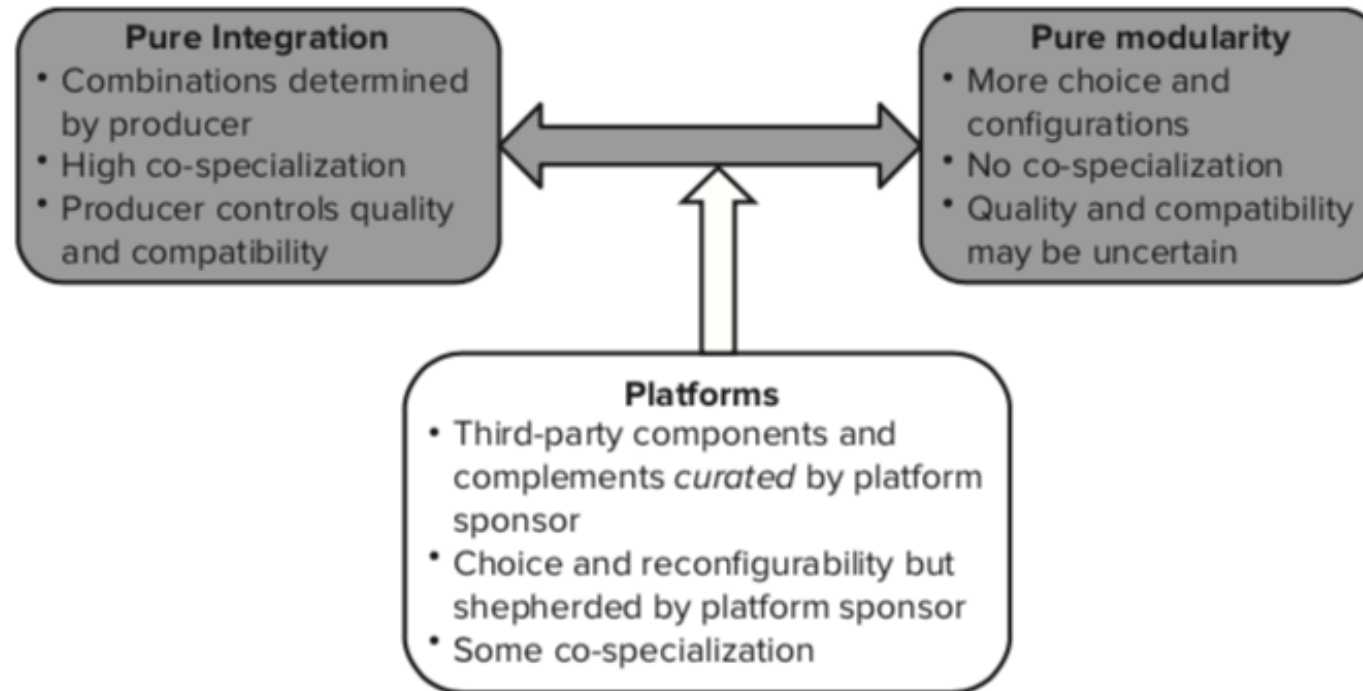 Pure Integration
• Combinations determined
by producer
• High co-specialization
• Producer controls quality
and compatibility
Pure modularity
• More choice and
configurations
• No co-specialization
• Quality and compatibility
may be uncertain
Platforms
• Third-party components and
complements curated by platform
sponsor
• Choice and reconfigurability but
shepherded by platform sponsor
• Some co-specialization